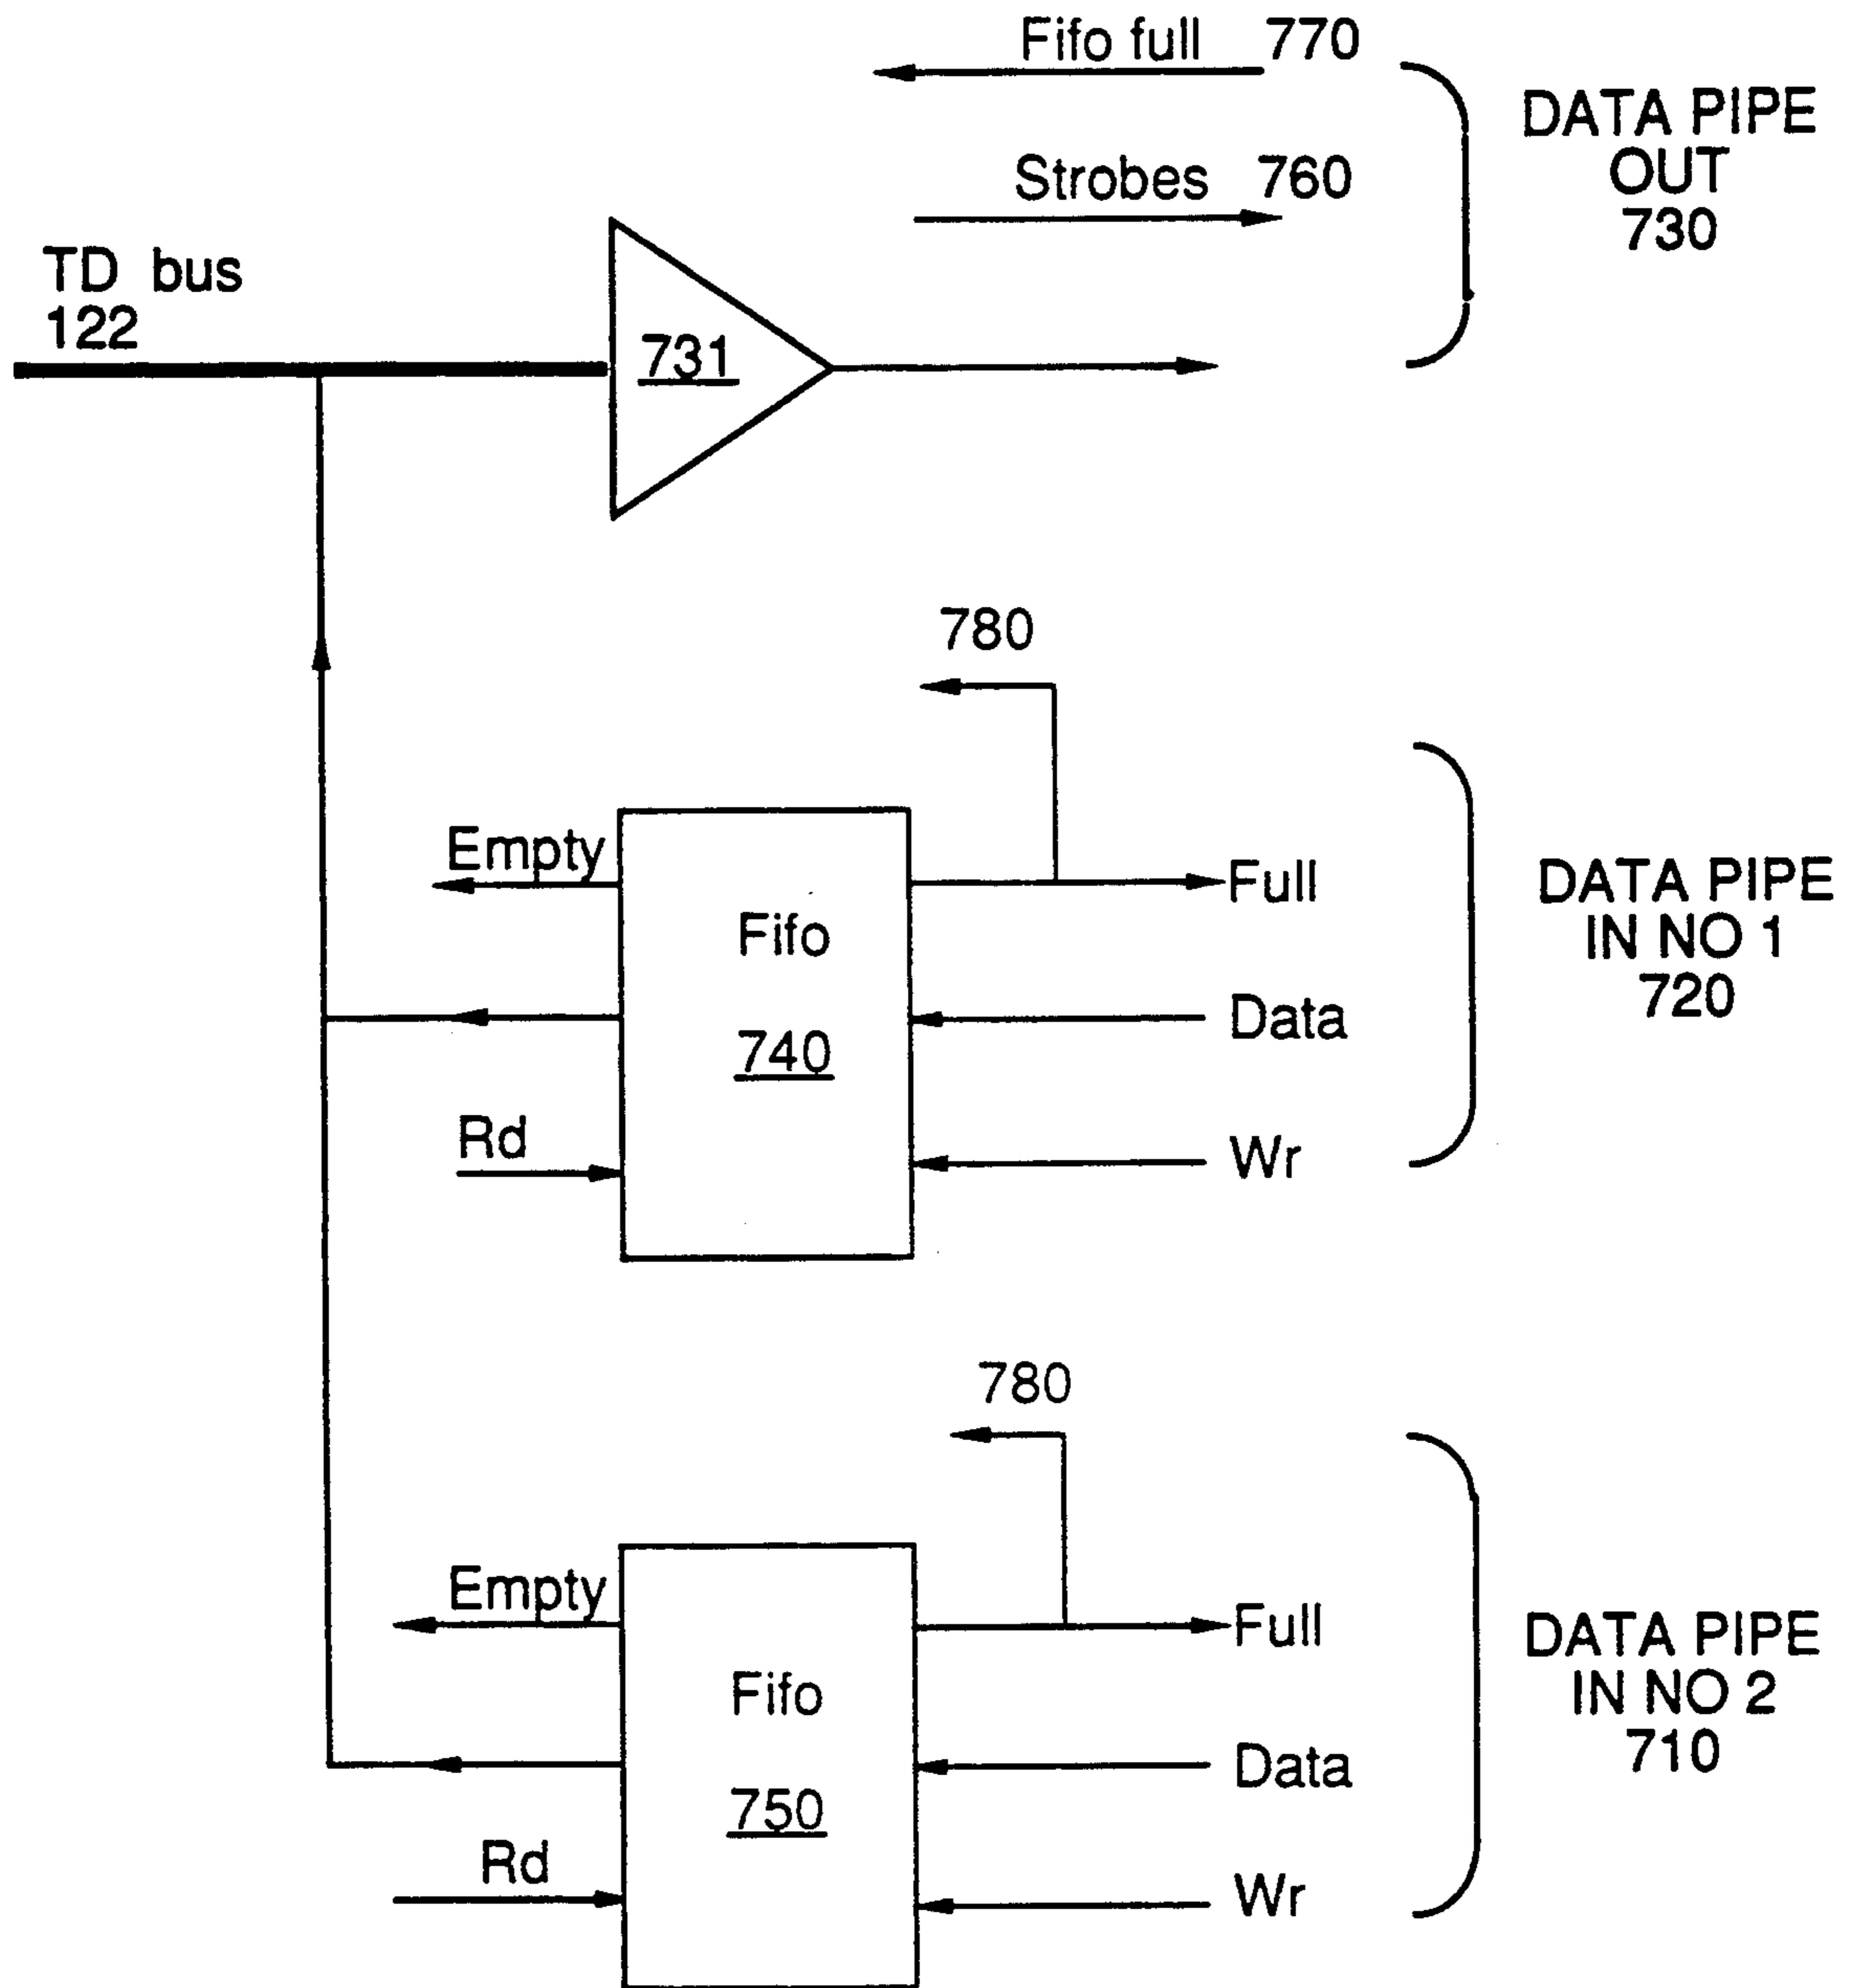 Fifo full 770
DATA PIPE
OUT
730
Strobes 760
TD bus
122
731
780
Empty
Full
Fifo
740
Data
Rd
Wr
DATA PIPE
IN NO 1
720
780
Empty
Full
Fifo
750
Data
Rd
Wr
DATA PIPE
IN NO 2
710